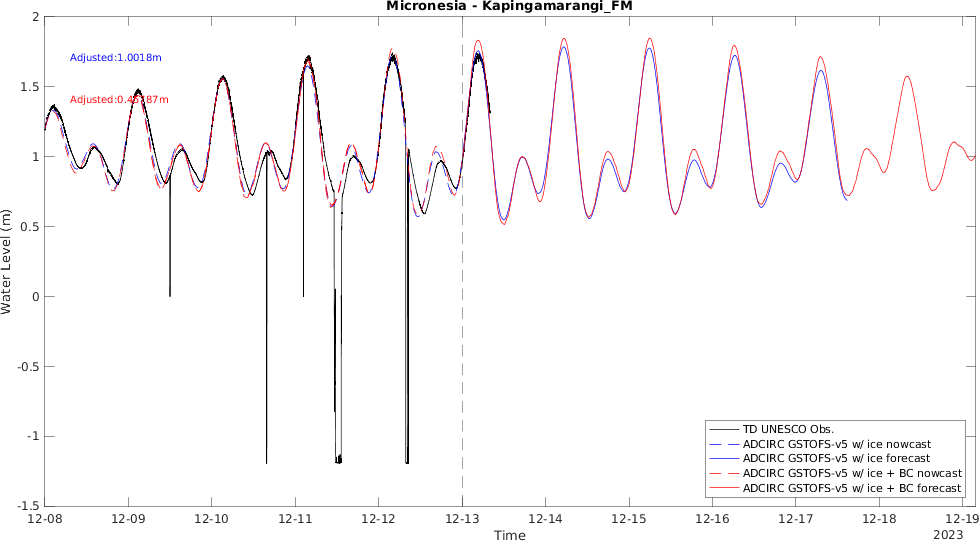 Micronesia - Kapingamarangi_FM
2
1.5
1
0.5
0
-0.5
-1
-1.5
Water Level (m)
Adjusted:1.0018m
Adjusted:0.45187m
TD UNESCO Obs.
ADCIRC GSTOFS-v5 w/ ice nowcast
ADCIRC GSTOFS-v5 w/ ice forecast
ADCIRC GSTOFS-v5 w/ ice + BC nowcast
ADCIRC GSTOFS-v5 w/ ice + BC forecast
12-08 12-09 12-10 12-11 12-12 12-13 12-14 12-15 12-16 12-17 12-18 12-19
Time
2023